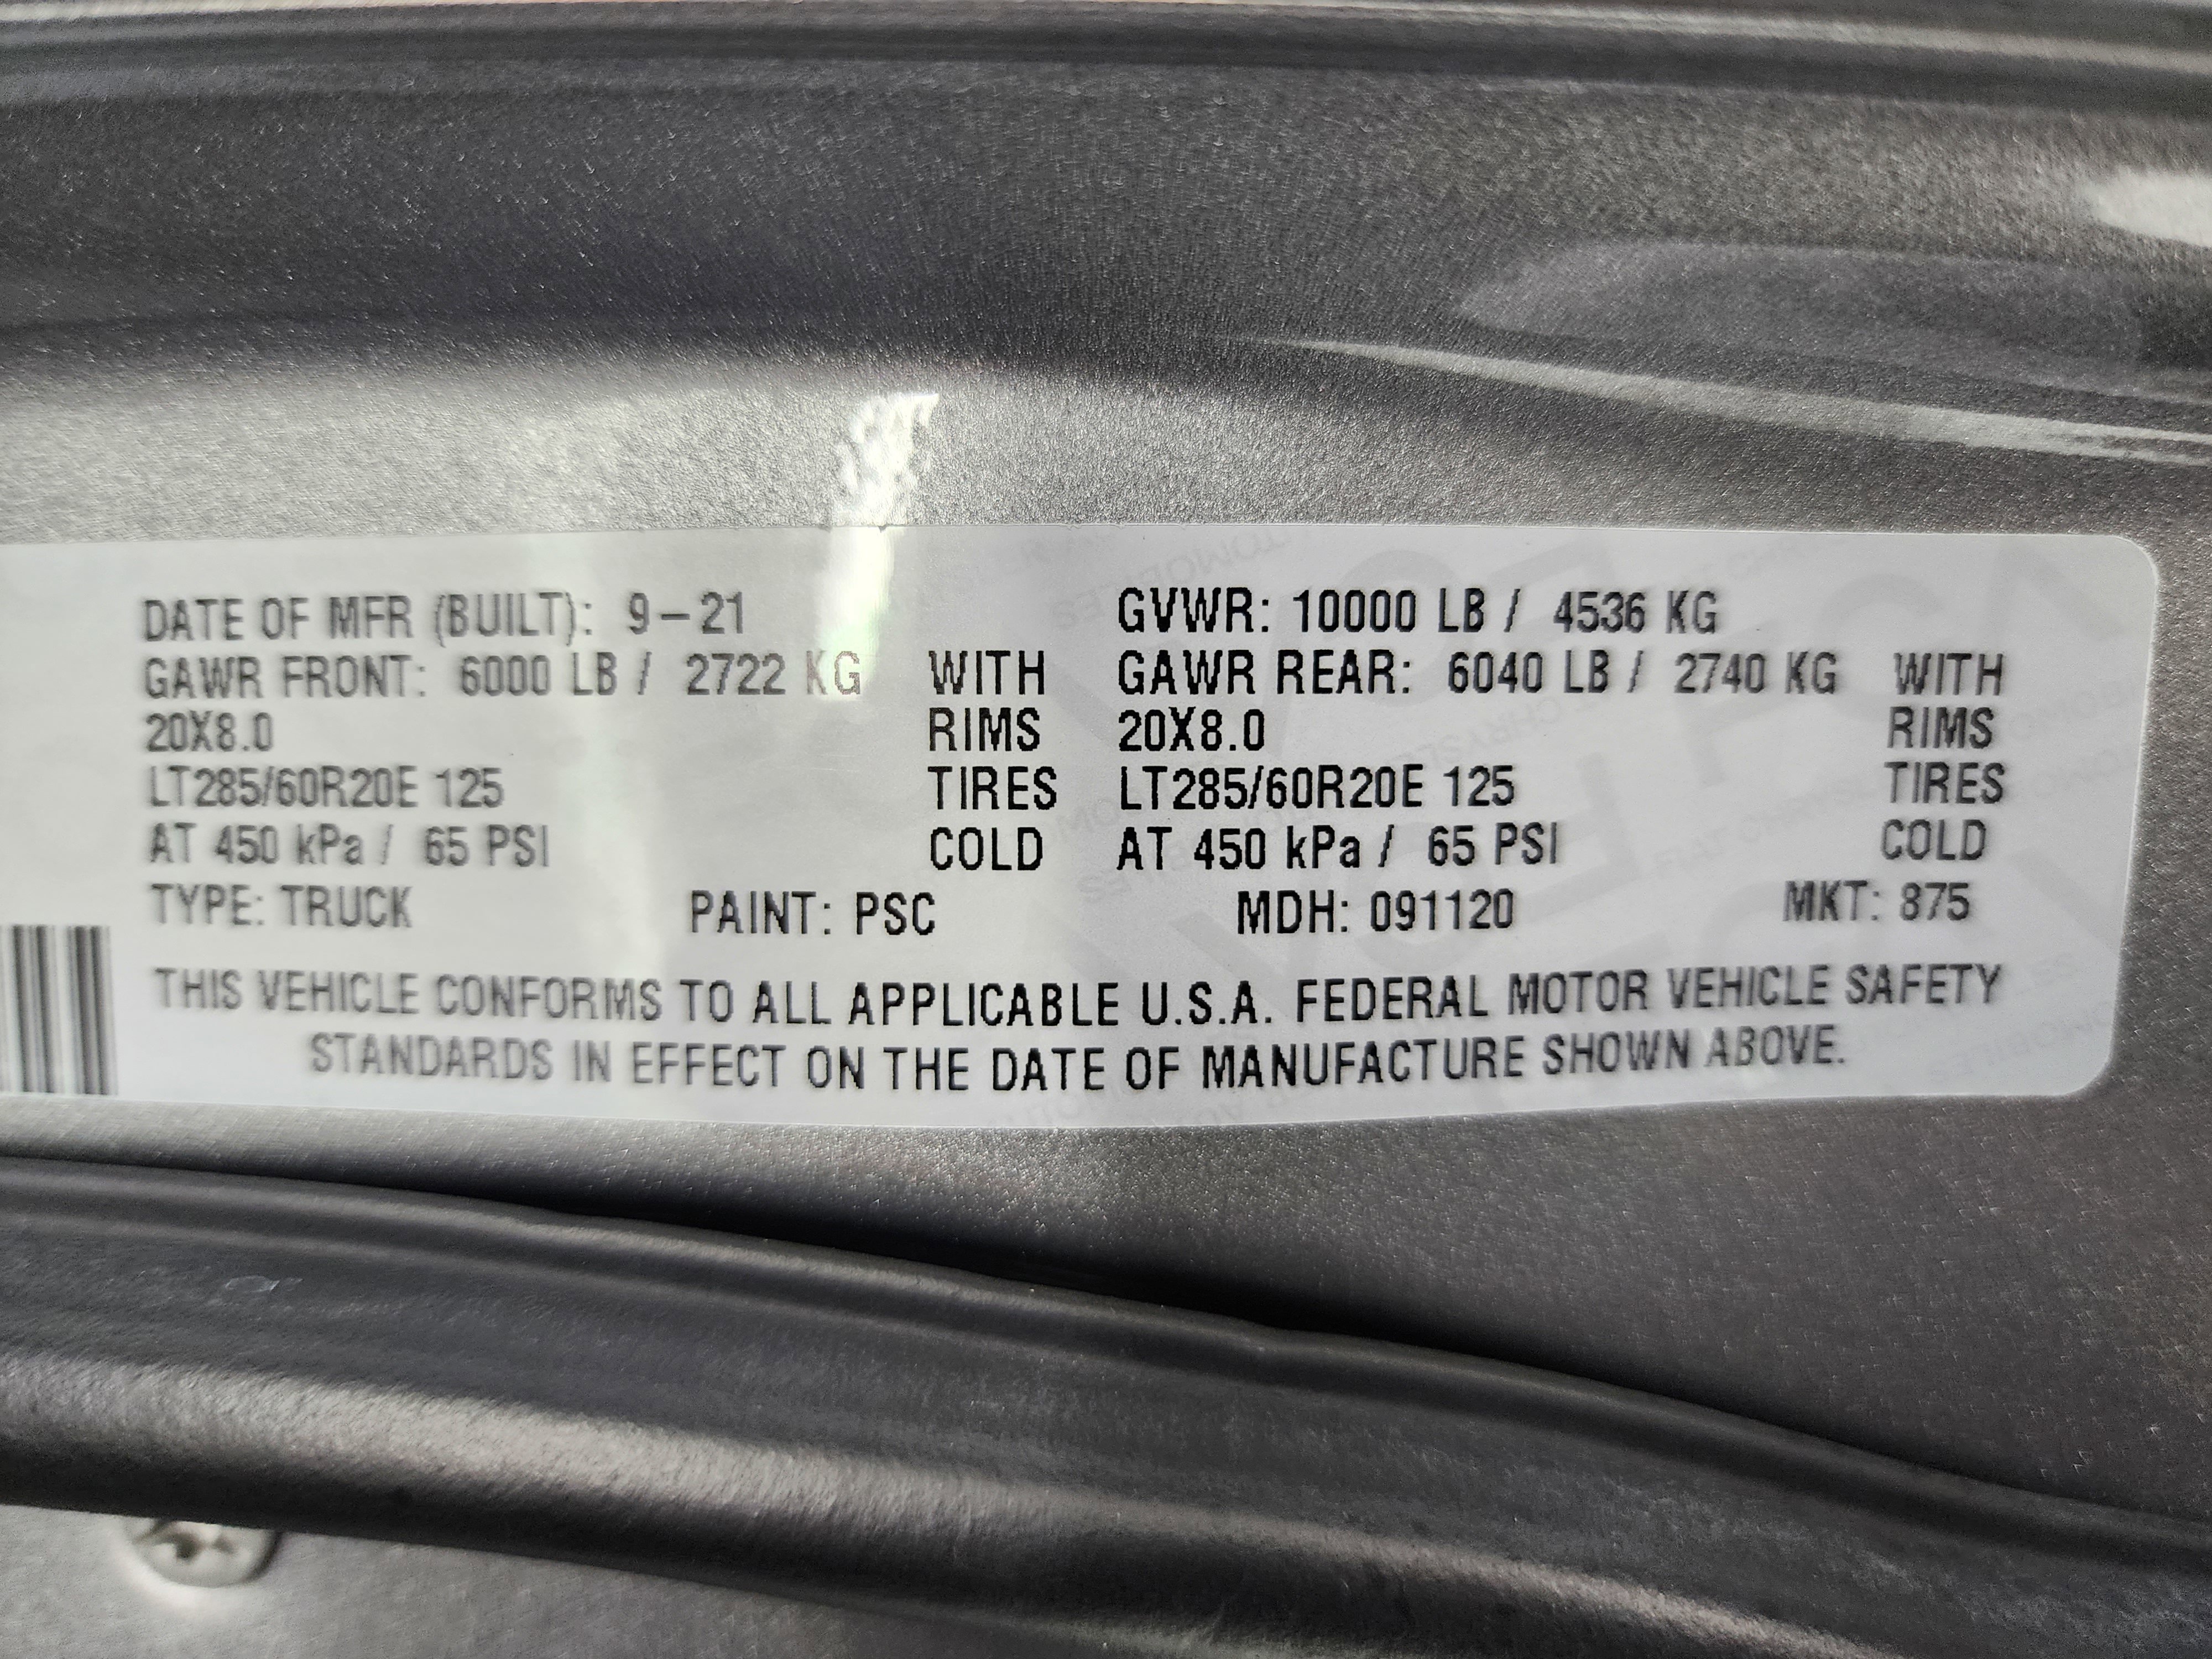 DATE OF MFR (BUILT): 9-21 GVWR: 10000 LB / 4536 KG
GAWR FRONT: 6000 LB / 2722 KG WITH GAWR REAR: 6040 LB / 2740 KG WITH
20X8.0 RIMS 20X8.0 RIMS
LT285/60R20E 125 TIRES LT285/60R20E 125 TIRES
AT 450 kPa / 65 PSI COLD AT 450 kPa / 65 PSI COLD
TYPE: TRUCK PAINT: PSC MDH: 091120 MKT: 875
THIS VEHICLE CONFORMS TO ALL APPLICABLE U.S.A. FEDERAL MOTOR VEHICLE SAFETY
STANDARDS IN EFFECT ON THE DATE OF MANUFACTURE SHOWN ABOVE.